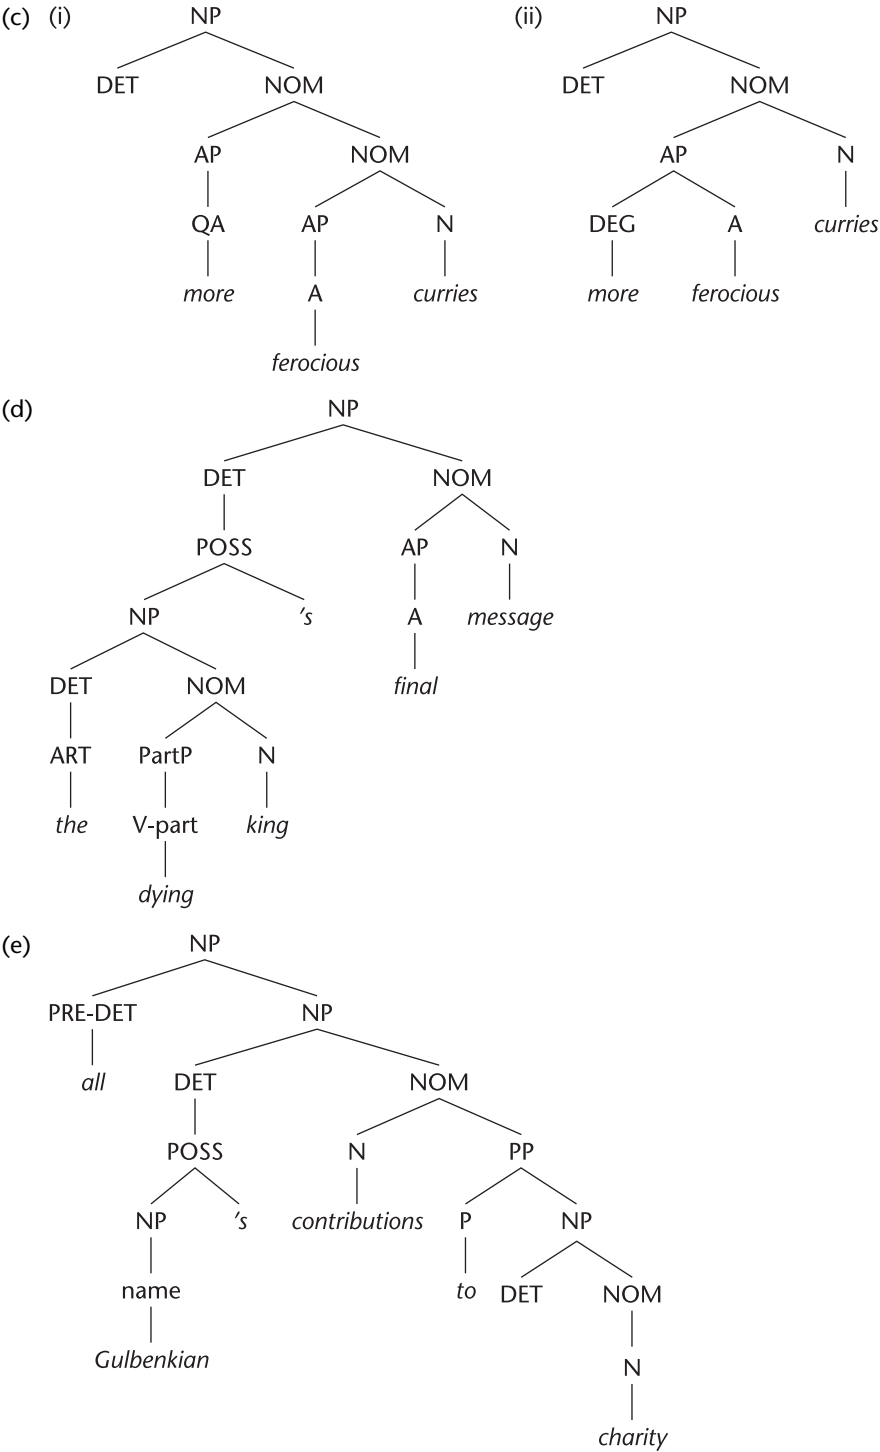 (c) (i) NP (ii) NP
DET NOM DET NOM
AP NOM AP N
QA AP N DEG A curries
more A curries more ferocious
ferocious
(d) NP
DET NOM
POSS AP N
NP 's A message
DET NOM final
ART PartP N
the V-part king
dying
(e) NP
PRE-DET NP
all DET NOM
POSS N PP
NP 's contributions P NP
name to DET NOM
Gulbenkian N
charity